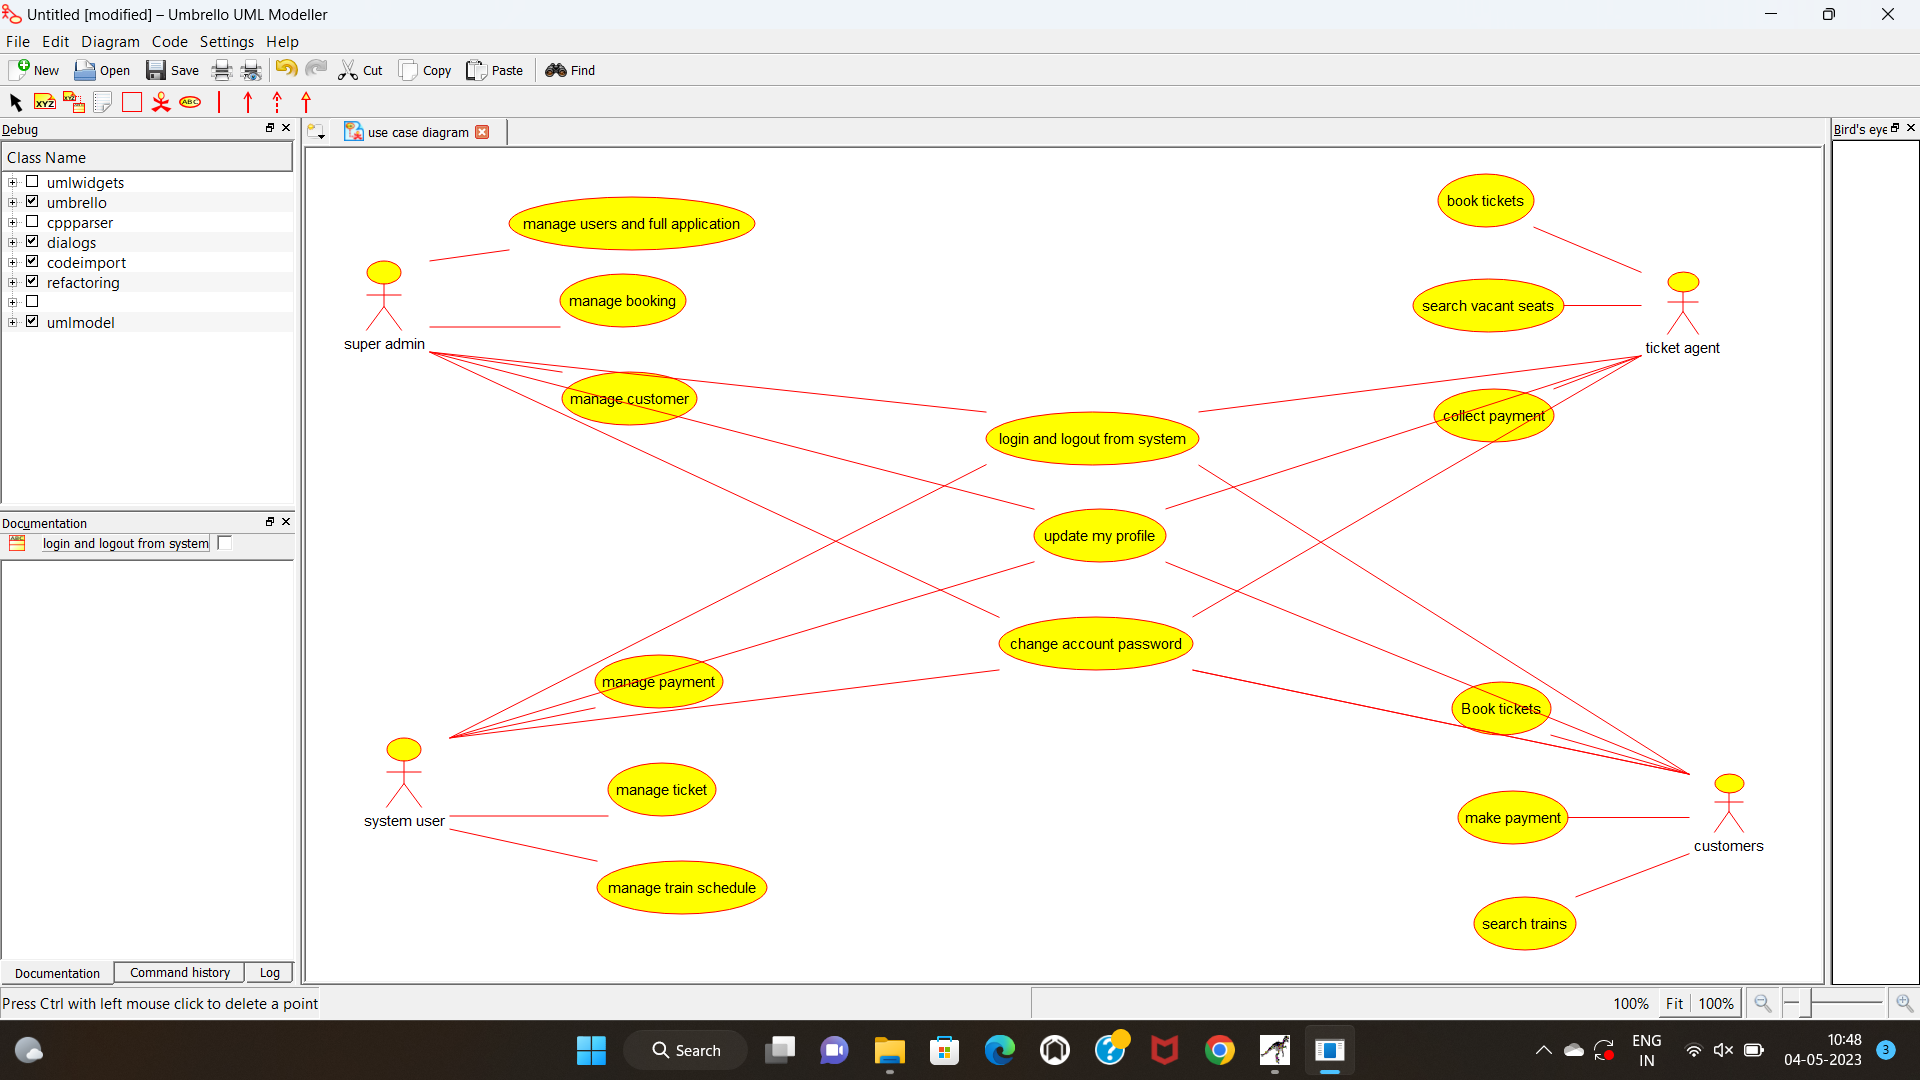 Untitled [modified] – Umbrello UML Modeller
File Edit Diagram Code Settings Help
New Open Save Cut Copy Paste Find
XYZ XYZ ABC
Debug
Class Name
umlwidgets
umbrello
cppparser
dialogs
codeimport
refactoring
umlmodel
Documentation
login and logout from system
Documentation Command history Log
use case diagram
Bird's eye
manage users and full application
book tickets
manage booking
search vacant seats
super admin
ticket agent
manage customer
collect payment
login and logout from system
update my profile
change account password
manage payment
Book tickets
manage ticket
system user
make payment
customers
manage train schedule
search trains
Press Ctrl with left mouse click to delete a point
100% Fit 100%
Search
ENG
IN
10:48
04-05-2023
3